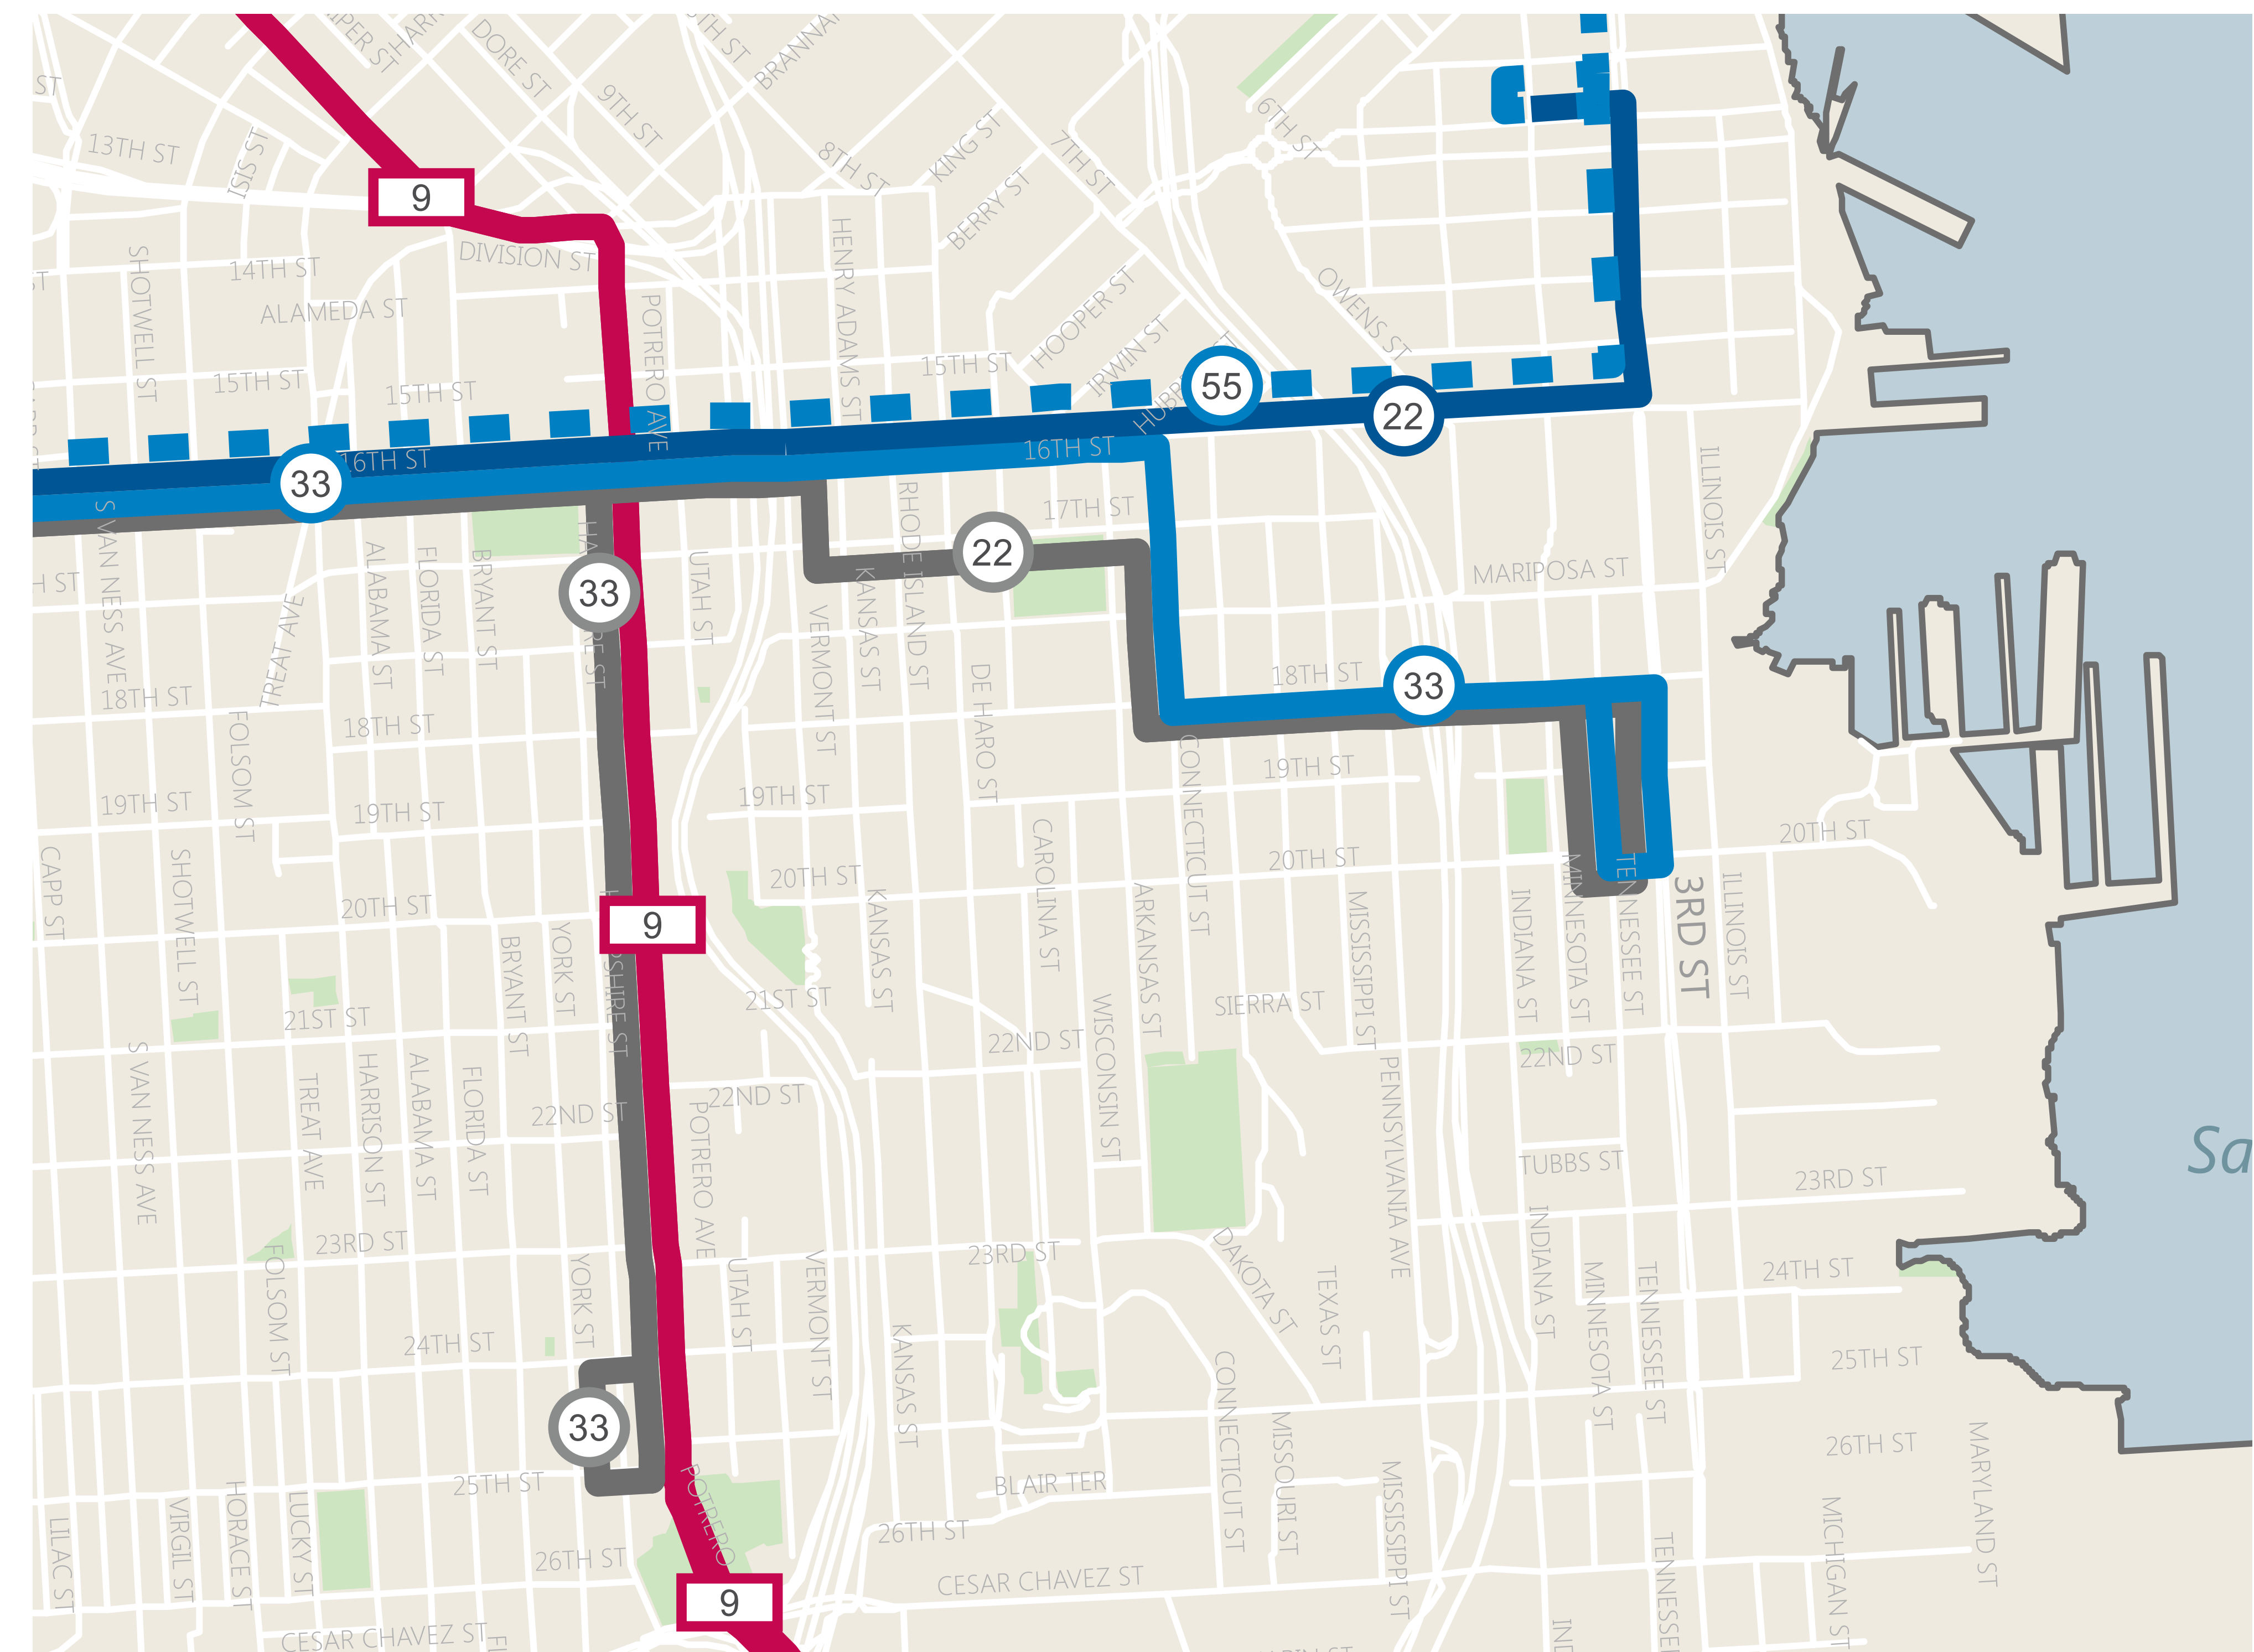 HARR
DORE ST
9TH ST
BRANNA
6TH ST
7TH ST
KING ST
8TH ST
BERRY ST
ST
13TH ST
ISIS ST
9
DIVISION ST
14TH ST
ALAMEDA ST
SHOTWELL ST
POTRERO AVE
HENRY ADAMS ST
HOOPER ST
IRWIN ST
OWENS ST
15TH ST
15TH ST
15TH ST
55
22
33
16TH ST
16TH ST
17TH ST
S VAN NESS AVE
TREAT AVE
ALABAMA ST
FLORIDA ST
BRYANT ST
33
UTAH ST
VERMONT ST
KANSAS ST
RHODE ISLAND ST
22
DE HARO ST
MARIPOSA ST
ILLINOIS ST
18TH ST
18TH ST
18TH ST
33
FOLSOM ST
CONNECTICUT ST
19TH ST
19TH ST
19TH ST
19TH ST
20TH ST
CAPP ST
SHOTWELL ST
20TH ST
20TH ST
20TH ST
KANSAS ST
CAROLINA ST
ARKANSAS ST
MISSISSIPPI ST
INDIANA ST
MINNESOTA ST
TENNESSEE ST
3RD ST
ILLINOIS ST
9
BRYANT ST
YORK ST
21ST ST
21ST ST
SIERRA ST
WISCONSIN ST
22ND ST
22ND ST
22ND ST
22ND ST
S VAN NESS AVE
TREAT AVE
HARRISON ST
ALABAMA ST
FLORIDA ST
POTRERO AVE
PENNSYLVANIA AVE
TUBBS ST
23RD ST
Sa
23RD ST
23RD ST
FOLSOM ST
YORK ST
UTAH ST
VERMONT ST
DAKOTA ST
TEXAS ST
INDIANA ST
MINNESOTA ST
TENNESSEE ST
24TH ST
24TH ST
KANSAS ST
CONNECTICUT ST
MISSOURI ST
25TH ST
33
26TH ST
MARYLAND ST
25TH ST
BLAIR TER
POTRERO
MISSISSIPPI ST
LILAC ST
VIRGIL ST
HORACE ST
LUCKY ST
26TH ST
26TH ST
MICHIGAN ST
TENNESSEE
CESAR CHAVEZ ST
9
CESAR CHAVEZ ST